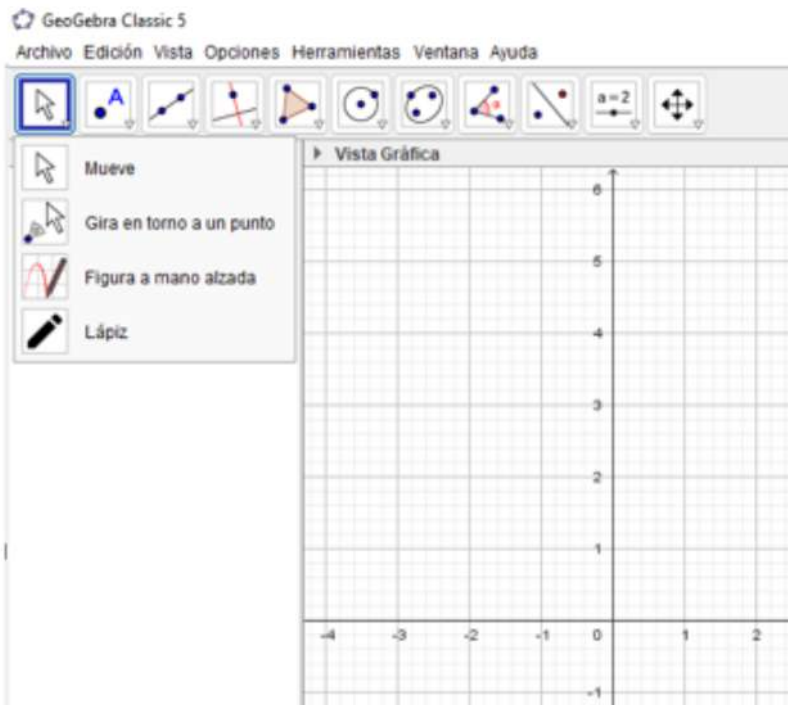 GeoGebra Classic 5
Archivo Edición Vista Opciones Herramientas Ventana Ayuda
A
a
a=2
Mueve
Gira en torno a un punto
Figura a mano alzada
Lápiz
Vista Gráfica
6
5
4
3
2
1
-4 -3 -2 -1 0 1 2
-1